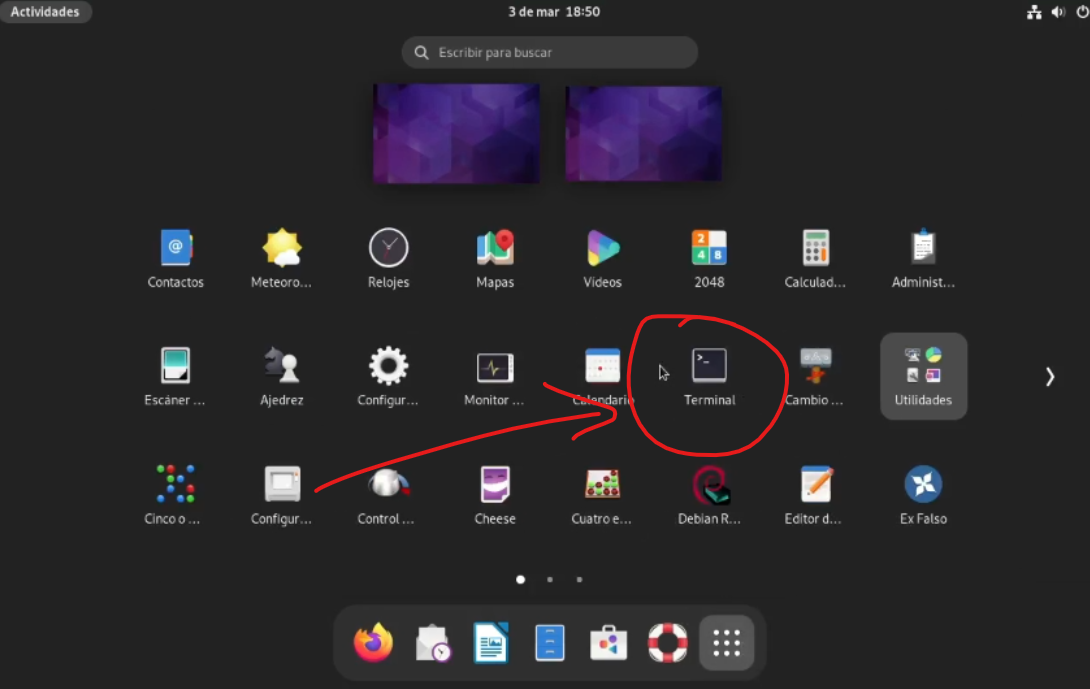 Actividades
3 de mar 18:50
Escribir para buscar
Contactos
Meteoro...
Relojes
Mapas
Vídeos
2048
Calculad...
Administ...
Escáner ...
Ajedrez
Configur...
Monitor ...
Calendario
Terminal
Cambio ...
Utilidades
Cinco o ...
Configur...
Control ...
Cheese
Cuatro e...
Debian R...
Editor d...
Ex Falso